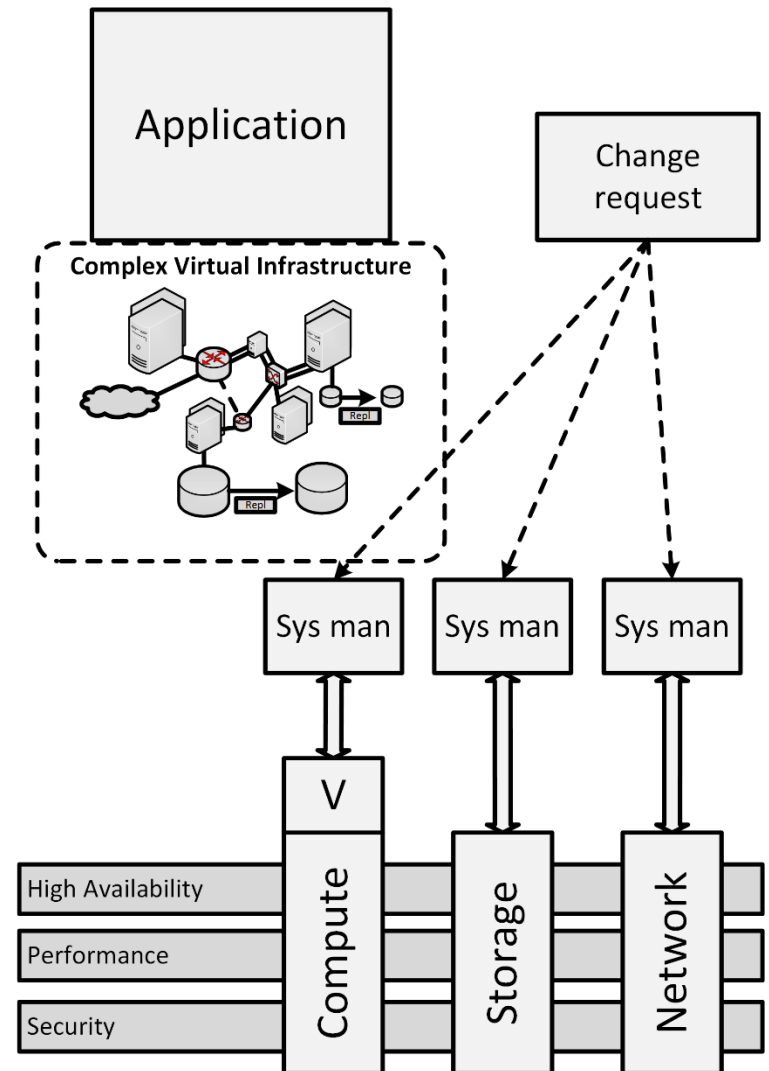 Application
Change
request
Complex Virtual Infrastructure
Repl
Repl
Sys man
Sys man
Sys man
V
Compute
Storage
Network
High Availability
Performance
Security